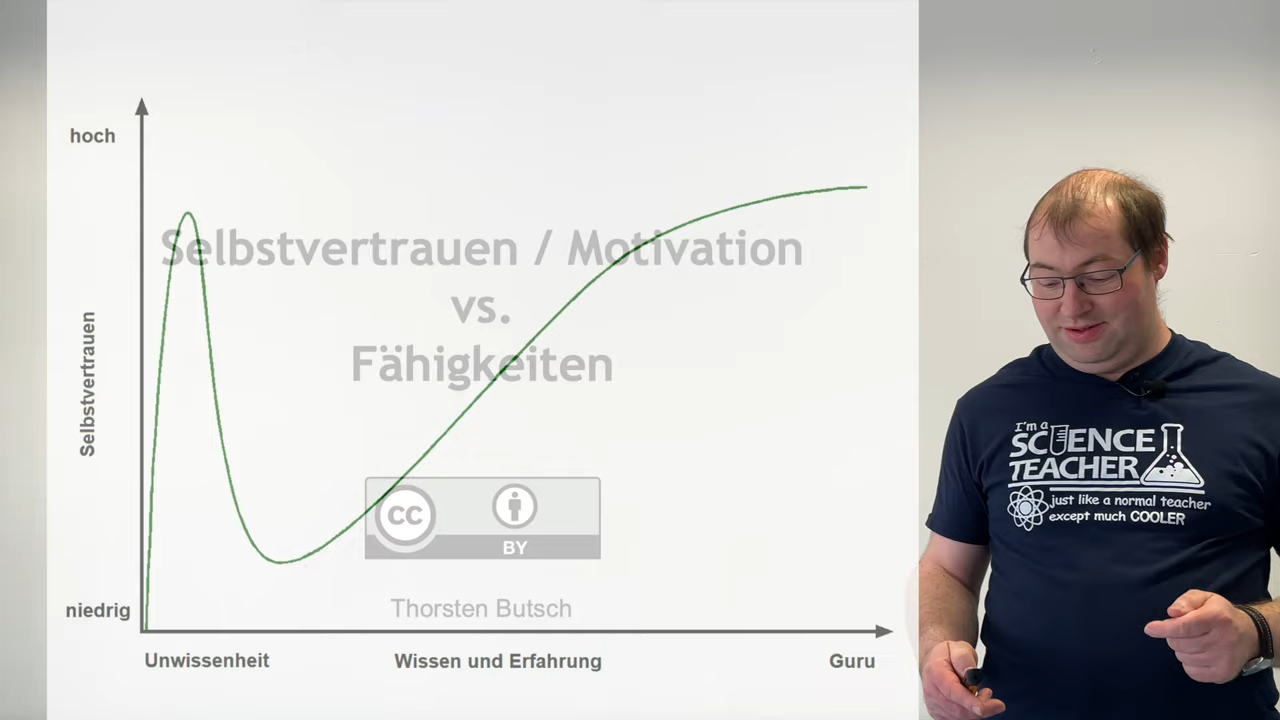 hoch
Selbstvertrauen / Motivation
vs.
Fähigkeiten
Selbstvertrauen
CC
BY
Thorsten Butsch
niedrig
Unwissenheit
Wissen und Erfahrung
Guru
I'm a
SCIENCE
TEACHER
just like a normal teacher
except much COOLER